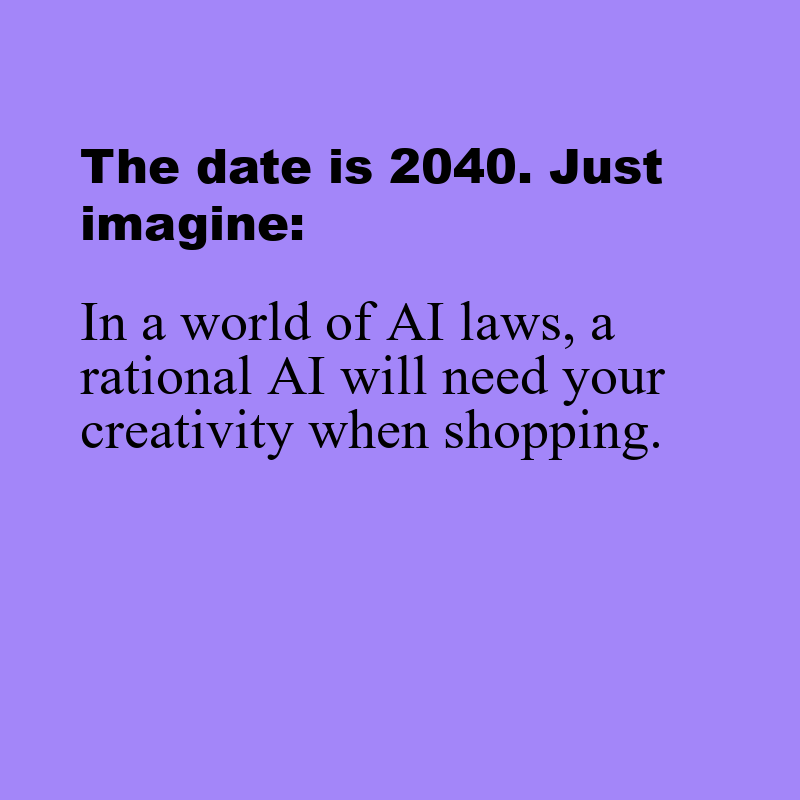 The date is 2040. Just
imagine:
In a world of AI laws, a
rational AI will need your
creativity when shopping.